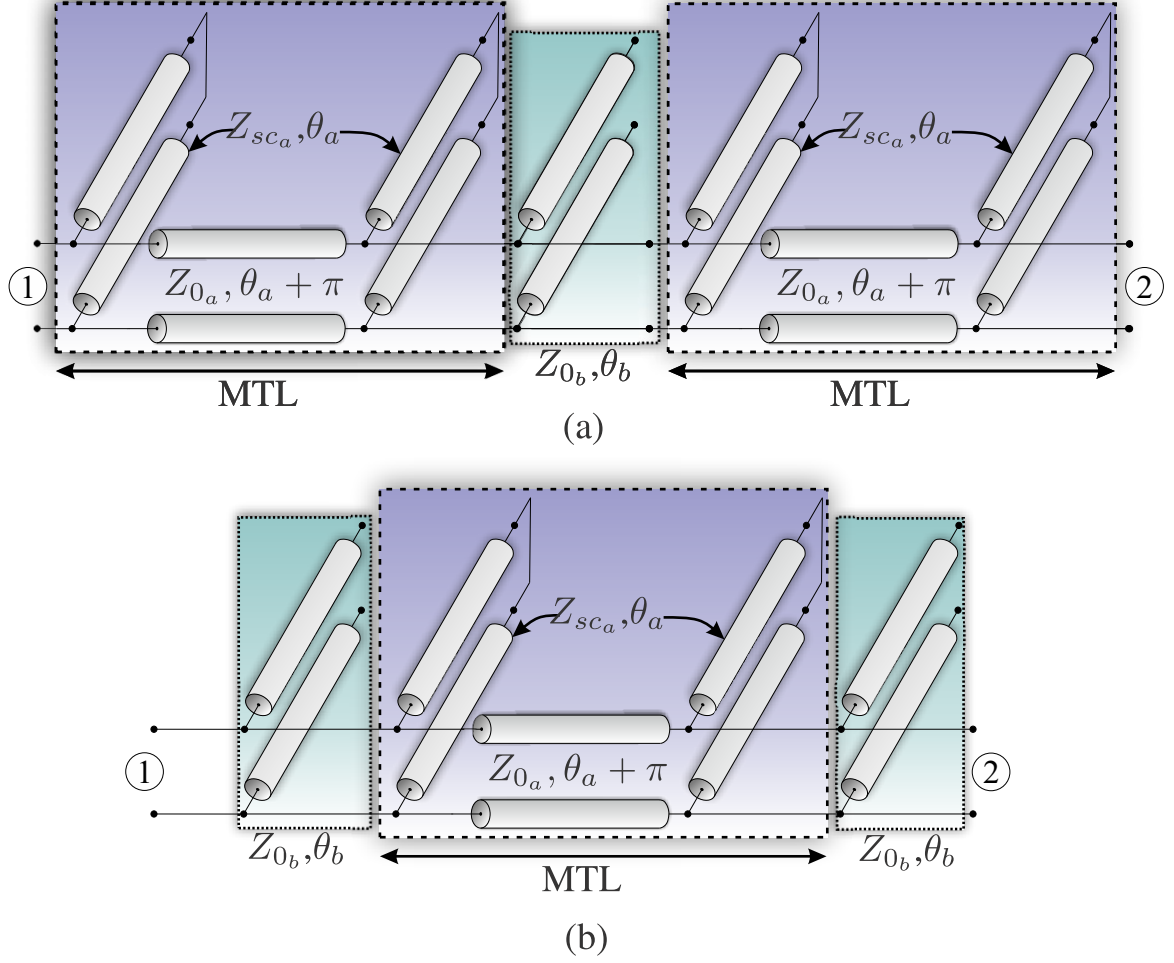 Z_{sc_a},θ_a Z_{sc_a},θ_a
1 Z_{0_a}, θ_a + π Z_{0_a}, θ_a + π 2
Z_{0_b},θ_b
MTL MTL
(a)
Z_{sc_a},θ_a
1 Z_{0_a}, θ_a + π 2
Z_{0_b},θ_b Z_{0_b},θ_b
MTL
(b)